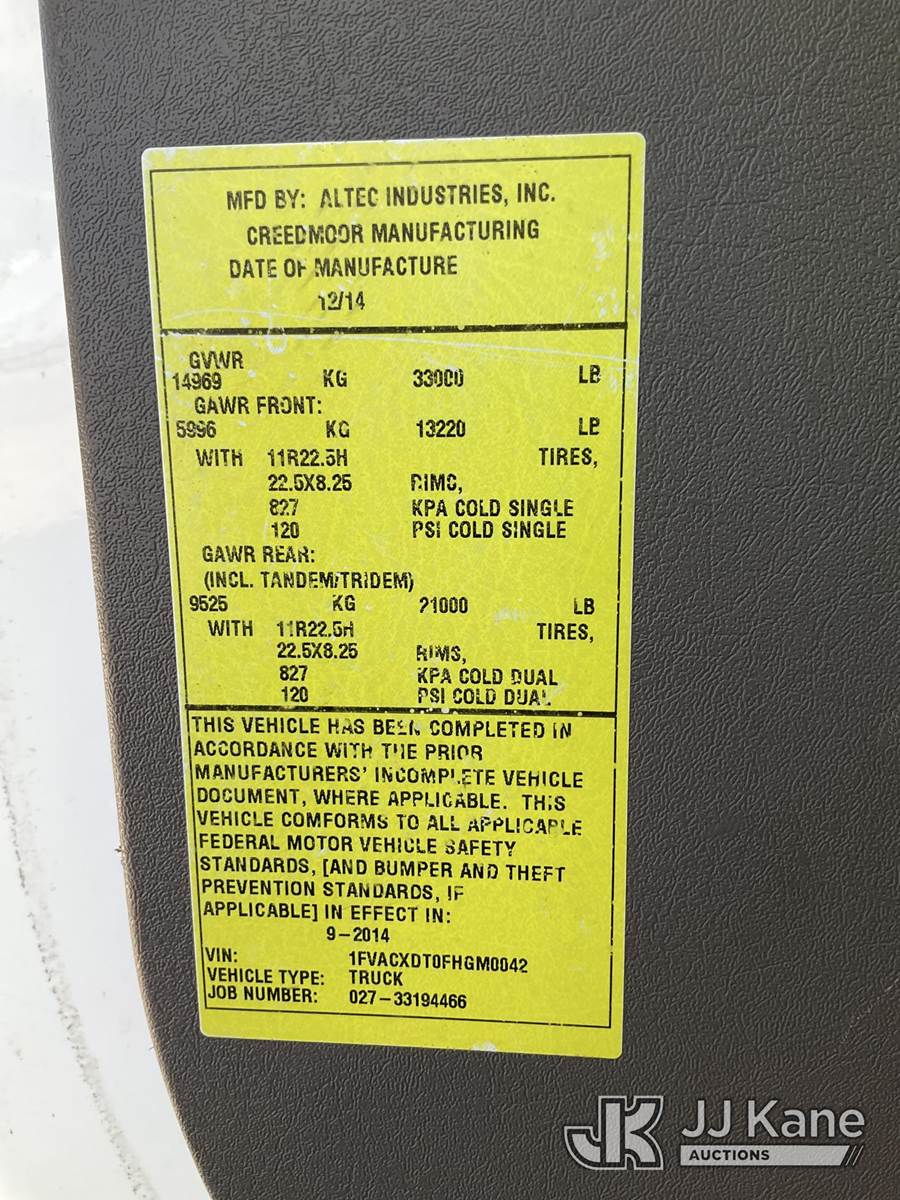 MFD BY: ALTEC INDUSTRIES, INC.
CREEDMOOR MANUFACTURING
DATE OF MANUFACTURE
12/14
GVWR
14969 KG 33000 LB
GAWR FRONT:
5996 KG 13220 LB
WITH 11R22.5H TIRES,
22.5X8.25 RIMS,
827 KPA COLD SINGLE
120 PSI COLD SINGLE
GAWR REAR:
(INCL. TANDEM/TRIDEM)
9525 KG 21000 LB
WITH 11R22.5H TIRES,
22.5X8.25 RIMS,
827 KPA COLD DUAL
120 PSI COLD DUAL
THIS VEHICLE HAS BEEN COMPLETED IN
ACCORDANCE WITH THE PRIOR
MANUFACTURERS' INCOMPLETE VEHICLE
DOCUMENT, WHERE APPLICABLE. THIS
VEHICLE COMFORMS TO ALL APPLICABLE
FEDERAL MOTOR VEHICLE SAFETY
STANDARDS, [AND BUMPER AND THEFT
PREVENTION STANDARDS, IF
APPLICABLE] IN EFFECT IN:
9-2014
VIN: 1FVACXDT0FHGM0042
VEHICLE TYPE: TRUCK
JOB NUMBER: 027-33194466
JK JJ Kane
AUCTIONS